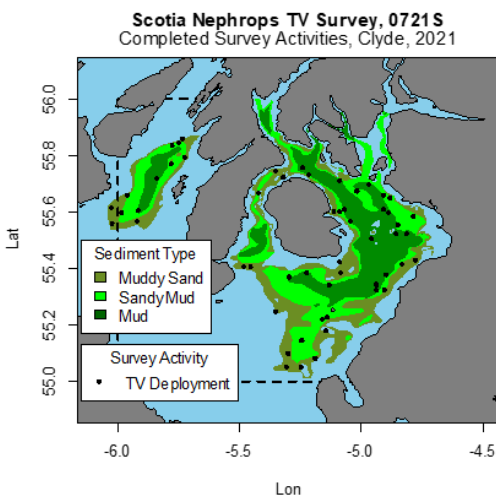 Scotia Nephrops TV Survey, 0721S
Completed Survey Activities, Clyde, 2021
56.0
55.8
55.6
55.4
55.2
55.0
Lat
Sediment Type
Muddy Sand
Sandy Mud
Mud
Survey Activity
TV Deployment
-6.0
-5.5
-5.0
-4.5
Lon